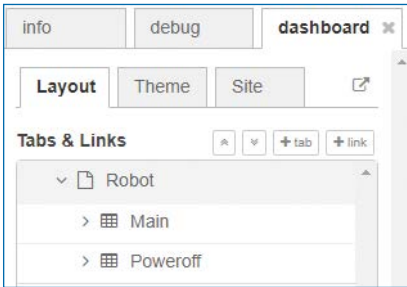 info debug dashboard
Layout Theme Site
Tabs & Links + tab + link
Robot
Main
Poweroff